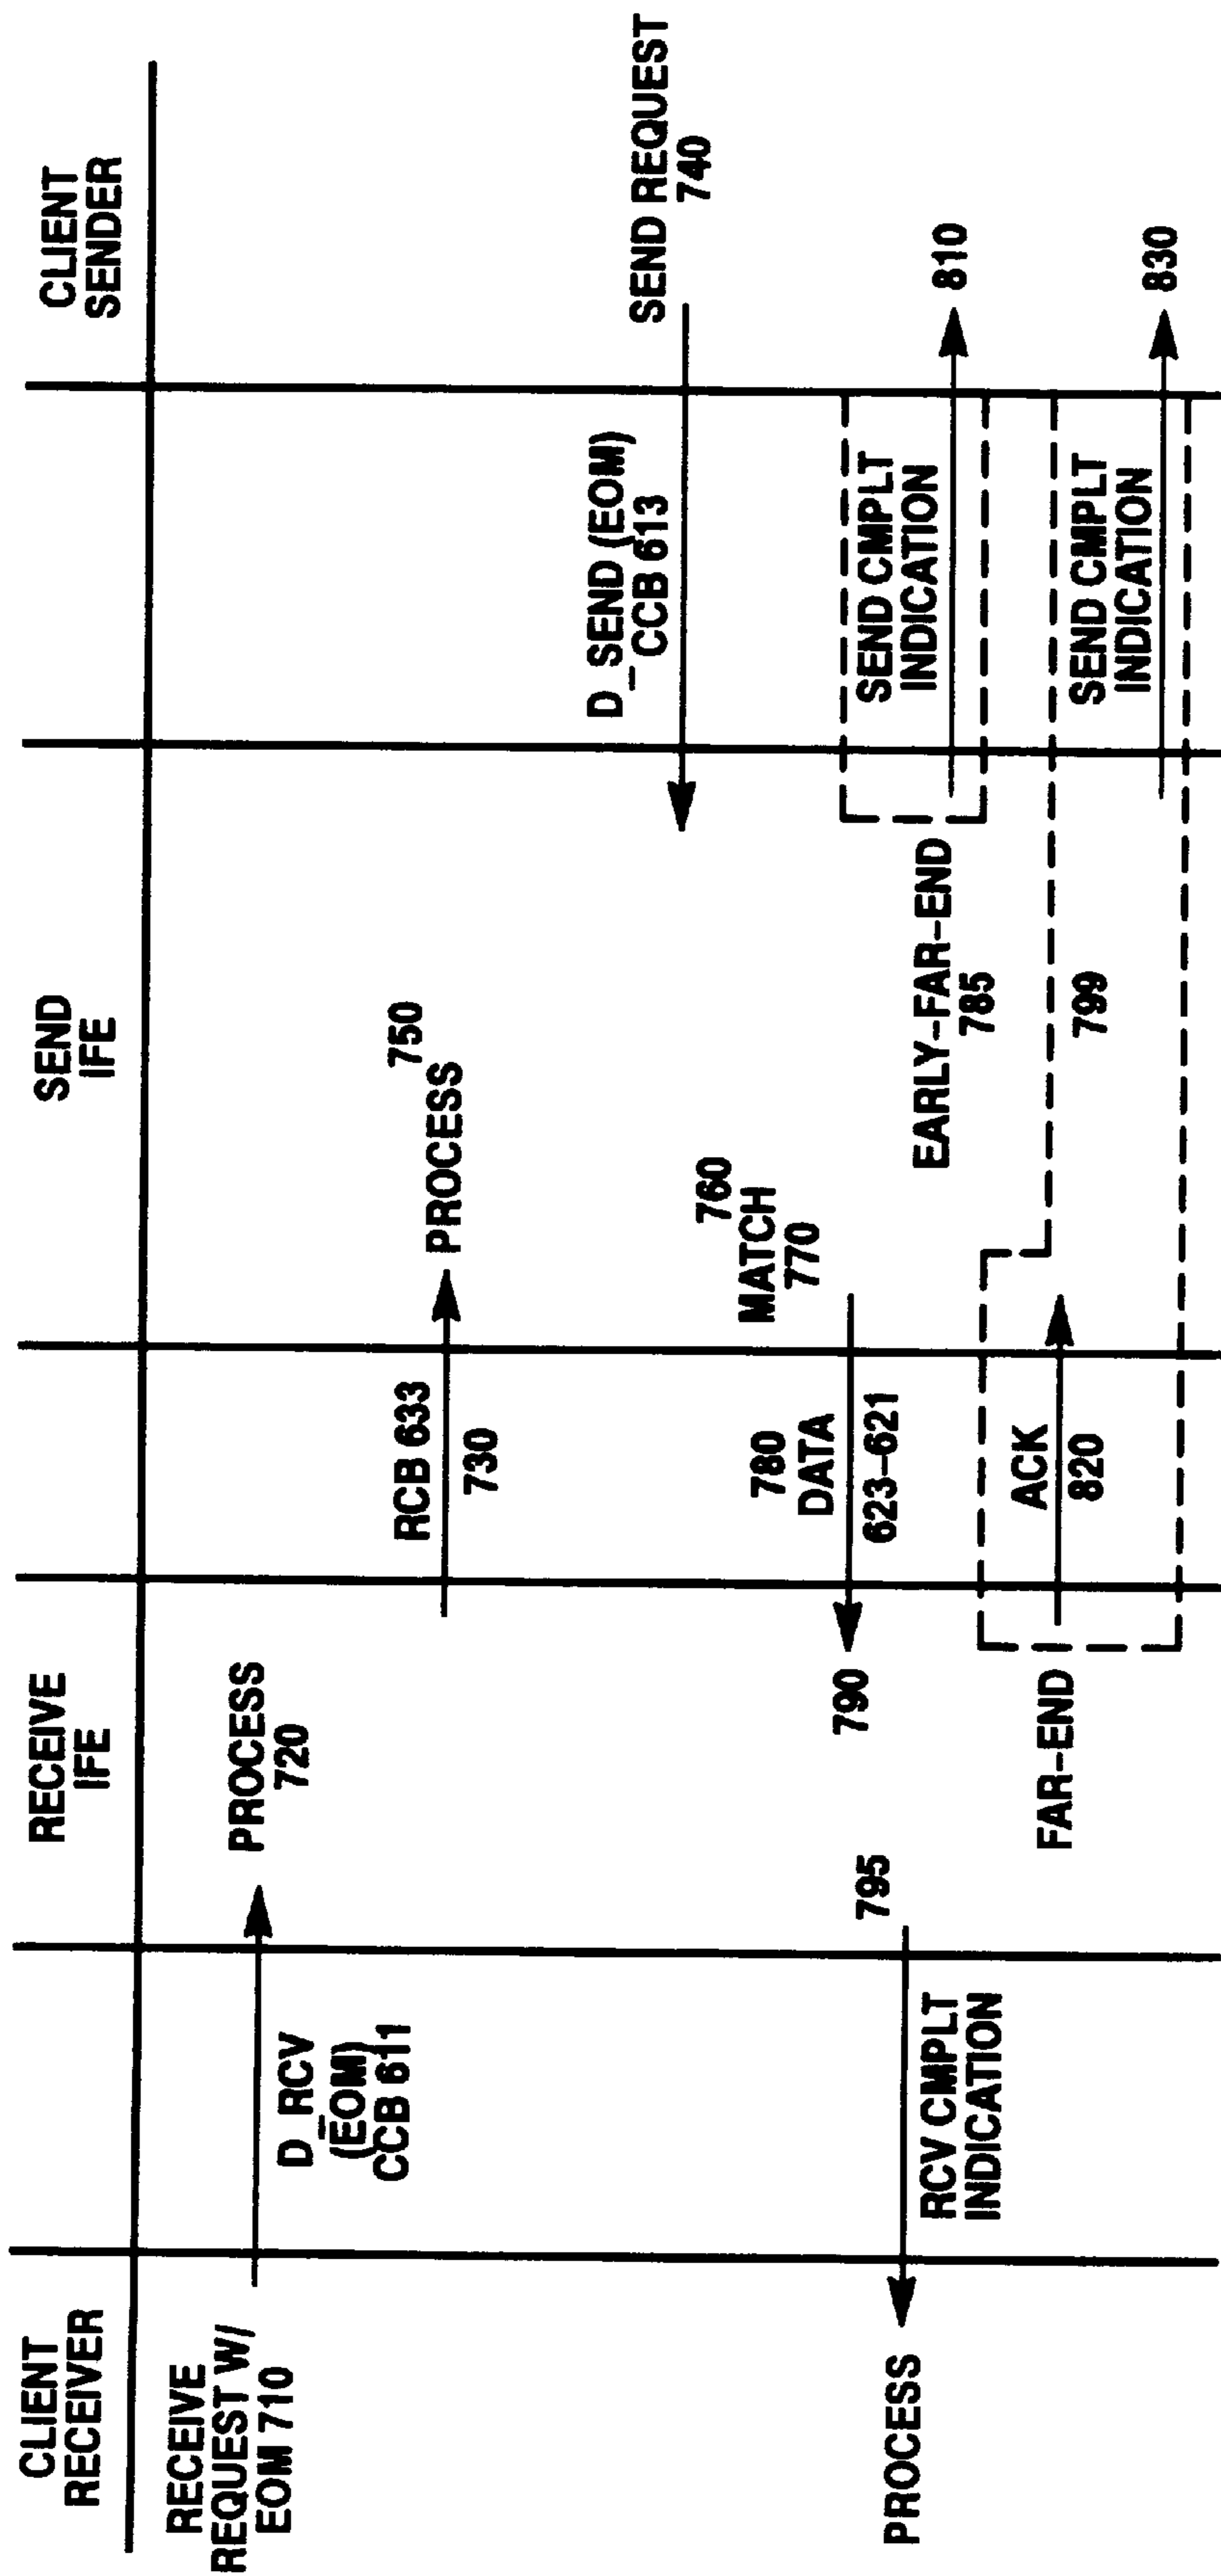 CLIENT
RECEIVER
RECEIVE
IFE
SEND
IFE
CLIENT
SENDER
RECEIVE
REQUEST W/
EOM 710
D_RCV
(EOM)
CCB 611
PROCESS
720
RCB 633
730
750
PROCESS
D_SEND (EOM)
CCB 613
SEND REQUEST
740
760
MATCH
770
780
DATA
623-621
790
795
RCV CMPLT
INDICATION
PROCESS
EARLY-FAR-END
785
SEND CMPLT
INDICATION
810
FAR-END
ACK
820
799
SEND CMPLT
INDICATION
830